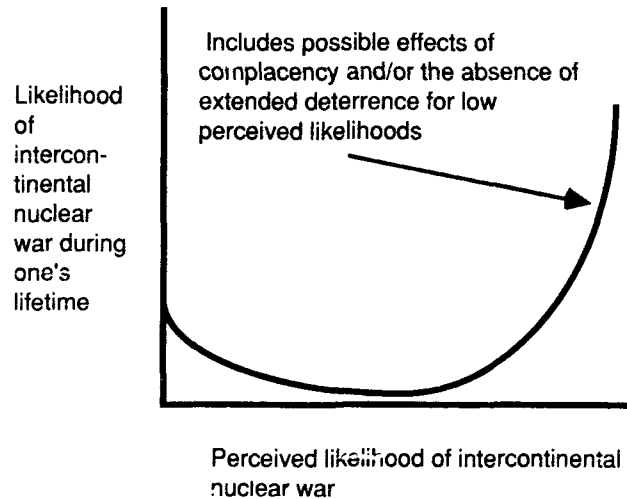 Includes possible effects of
complacency and/or the absence of
extended deterrence for low
perceived likelihoods
Likelihood
of
intercon-
tinental
nuclear
war during
one's
lifetime
Perceived likelihood of intercontinental
nuclear war